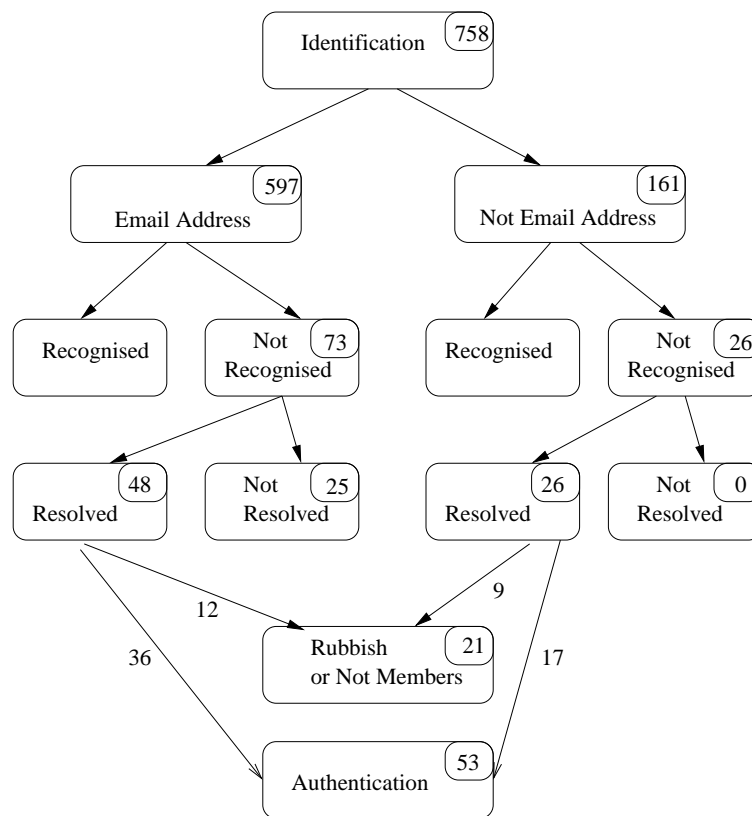 Identification
758
597
Email Address
161
Not Email Address
Recognised
Not
Recognised
73
Recognised
Not
Recognised
26
Resolved
48
Not
Resolved
25
Resolved
26
Not
Resolved
0
12
9
36
17
Rubbish
or Not Members
21
Authentication
53